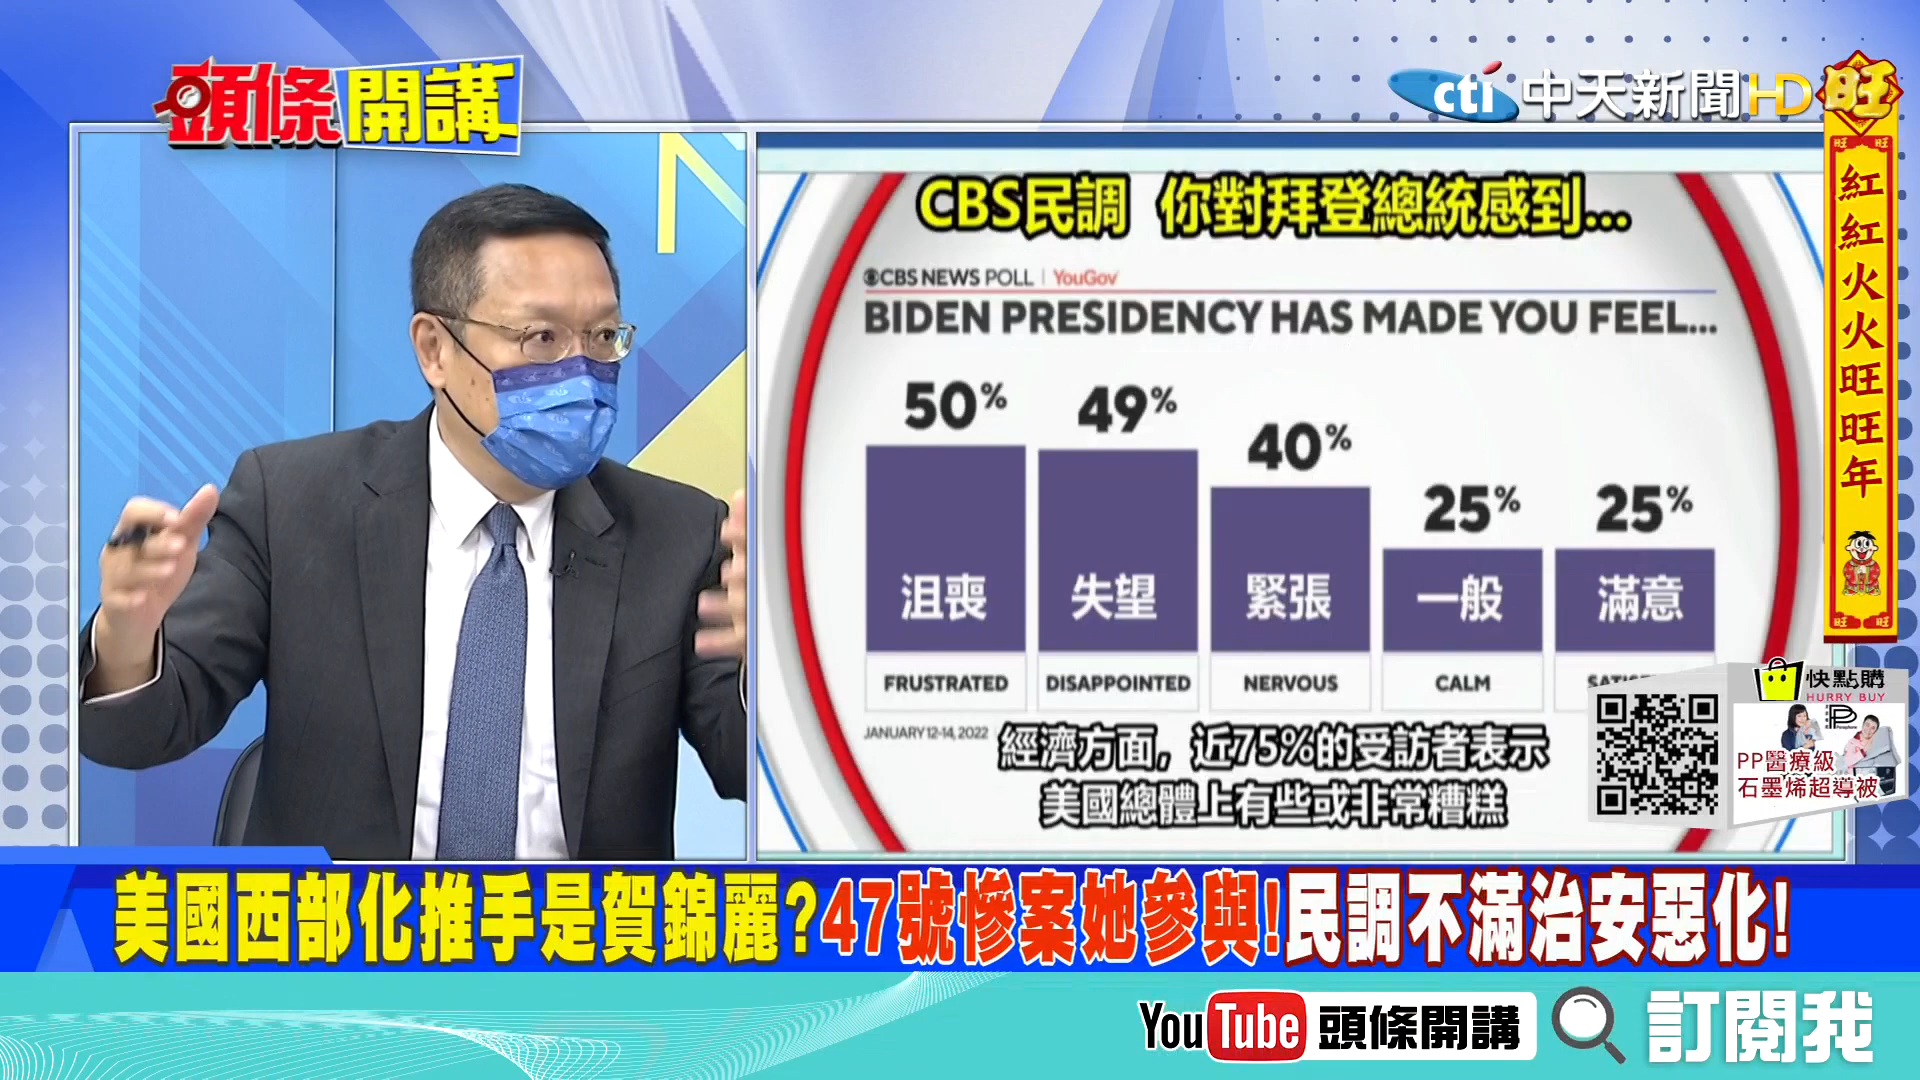 頭條開講
cti 中天新聞HD
旺
旺 旺
紅紅火火旺旺年
旺 旺
CBS民調 你對拜登總統感到...
CBS NEWS POLL | YouGov
BIDEN PRESIDENCY HAS MADE YOU FEEL...
50% 49% 40% 25% 25%
沮喪 失望 緊張 一般 滿意
FRUSTRATED DISAPPOINTED NERVOUS CALM
JANUARY 12-14, 2022
經濟方面，近75%的受訪者表示
美國總體上有些或非常糟糕
快點購
HURRY BUY
PP
PP醫療級
石墨烯超導被
美國西部化推手是賀錦麗?47號慘案她參與!民調不滿治安惡化!
YouTube 頭條開講 訂閱我